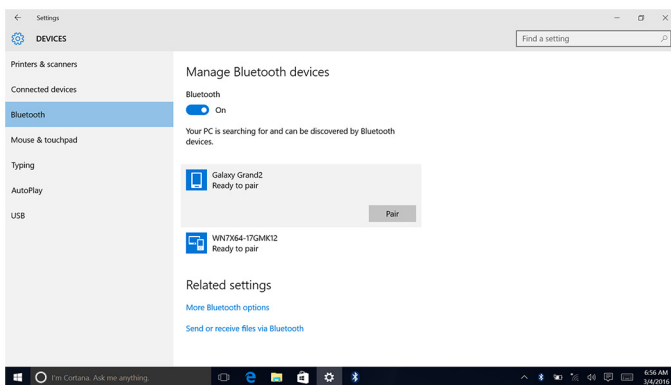 Settings
DEVICES
Find a setting
Printers & scanners
Connected devices
Bluetooth
Mouse & touchpad
Typing
AutoPlay
USB
Manage Bluetooth devices
Bluetooth
On
Your PC is searching for and can be discovered by Bluetooth
devices.
Galaxy Grand2
Ready to pair
Pair
WN7X64-17GMK12
Ready to pair
Related settings
More Bluetooth options
Send or receive files via Bluetooth
I'm Cortana. Ask me anything.
6:56 AM
3/4/2016